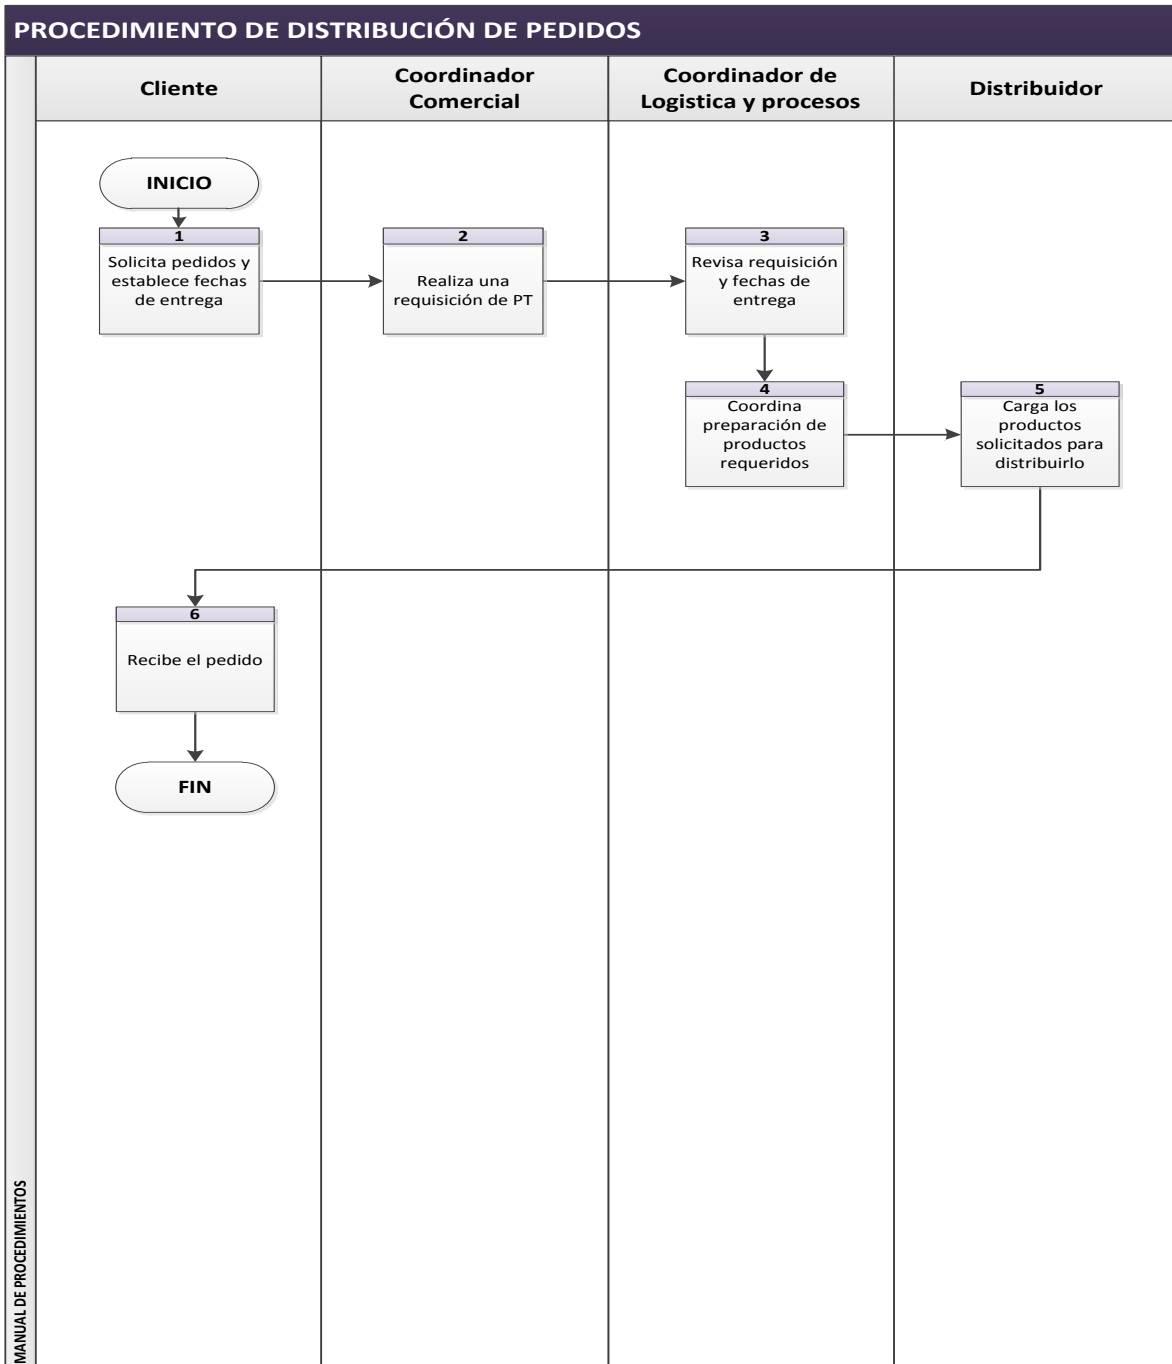 PROCEDIMIENTO DE DISTRIBUCIÓN DE PEDIDOS
Cliente
Coordinador
Comercial
Coordinador de
Logistica y procesos
Distribuidor
INICIO
1
Solicita pedidos y
establece fechas
de entrega
2
Realiza una
requisición de PT
3
Revisa requisición
y fechas de
entrega
4
Coordina
preparación de
productos
requeridos
5
Carga los
productos
solicitados para
distribuirlo
6
Recibe el pedido
FIN
MANUAL DE PROCEDIMIENTOS